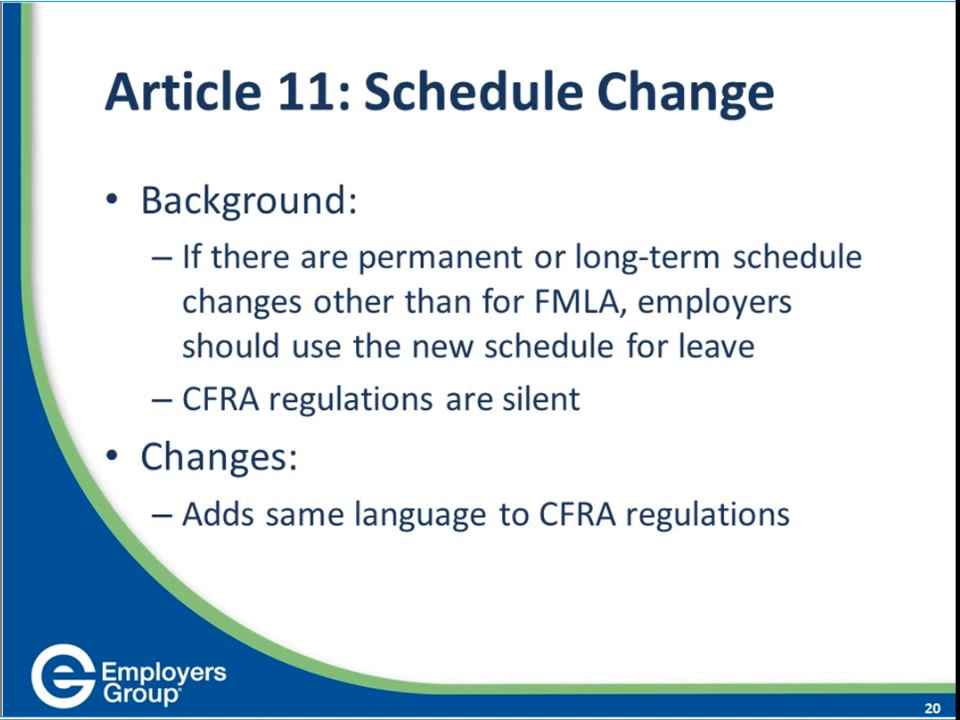 Article 11: Schedule Change
• Background:
– If there are permanent or long-term schedule
changes other than for FMLA, employers
should use the new schedule for leave
– CFRA regulations are silent
• Changes:
– Adds same language to CFRA regulations
Employers
Group
20